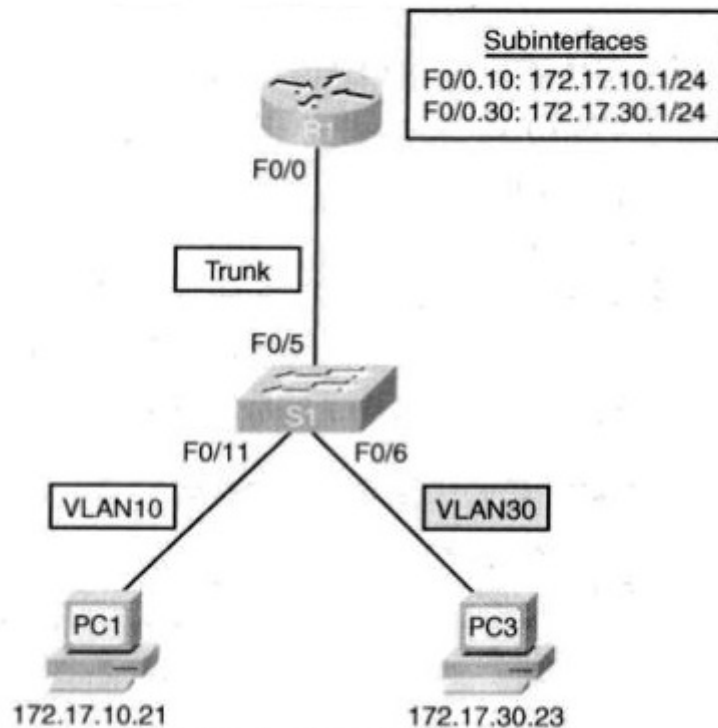 Subinterfaces
F0/0.10: 172.17.10.1/24
F0/0.30: 172.17.30.1/24
R1
F0/0
Trunk
F0/5
S1
F0/11
F0/6
VLAN10
VLAN30
PC1
PC3
172.17.10.21
172.17.30.23